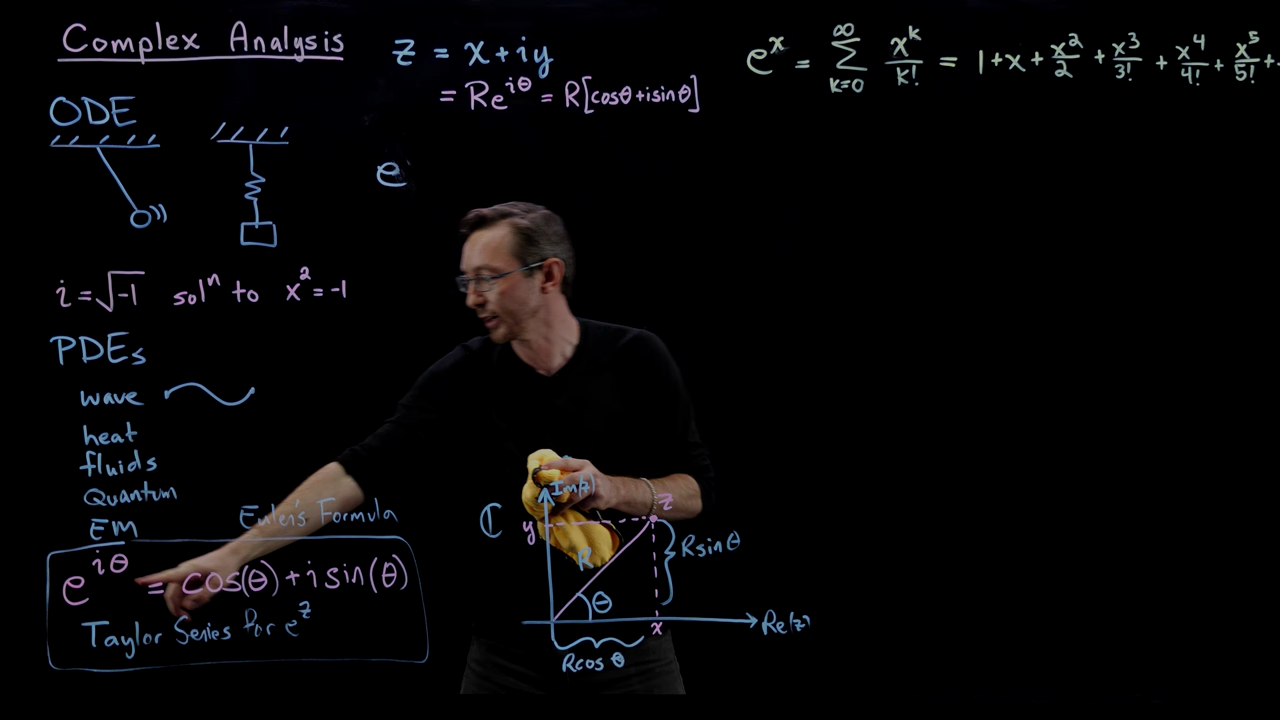 Complex Analysis
z = x + iy
= Re^{iθ} = R[cosθ + i sinθ]
e^x = ∑_{k=0}^{∞} x^k/k! = 1 + x + x^2/2 + x^3/3! + x^4/4! + x^5/5! +
ODE
e
i = √-1 sol^n to x^2 = -1
PDEs
wave
heat
fluids
Quantum
EM
Euler's Formula
e^{iθ} = cos(θ) + i sin(θ)
Taylor Series for e^z
ℂ
Im(z)
z
y
R
R sin θ
θ
x
Re(z)
R cos θ